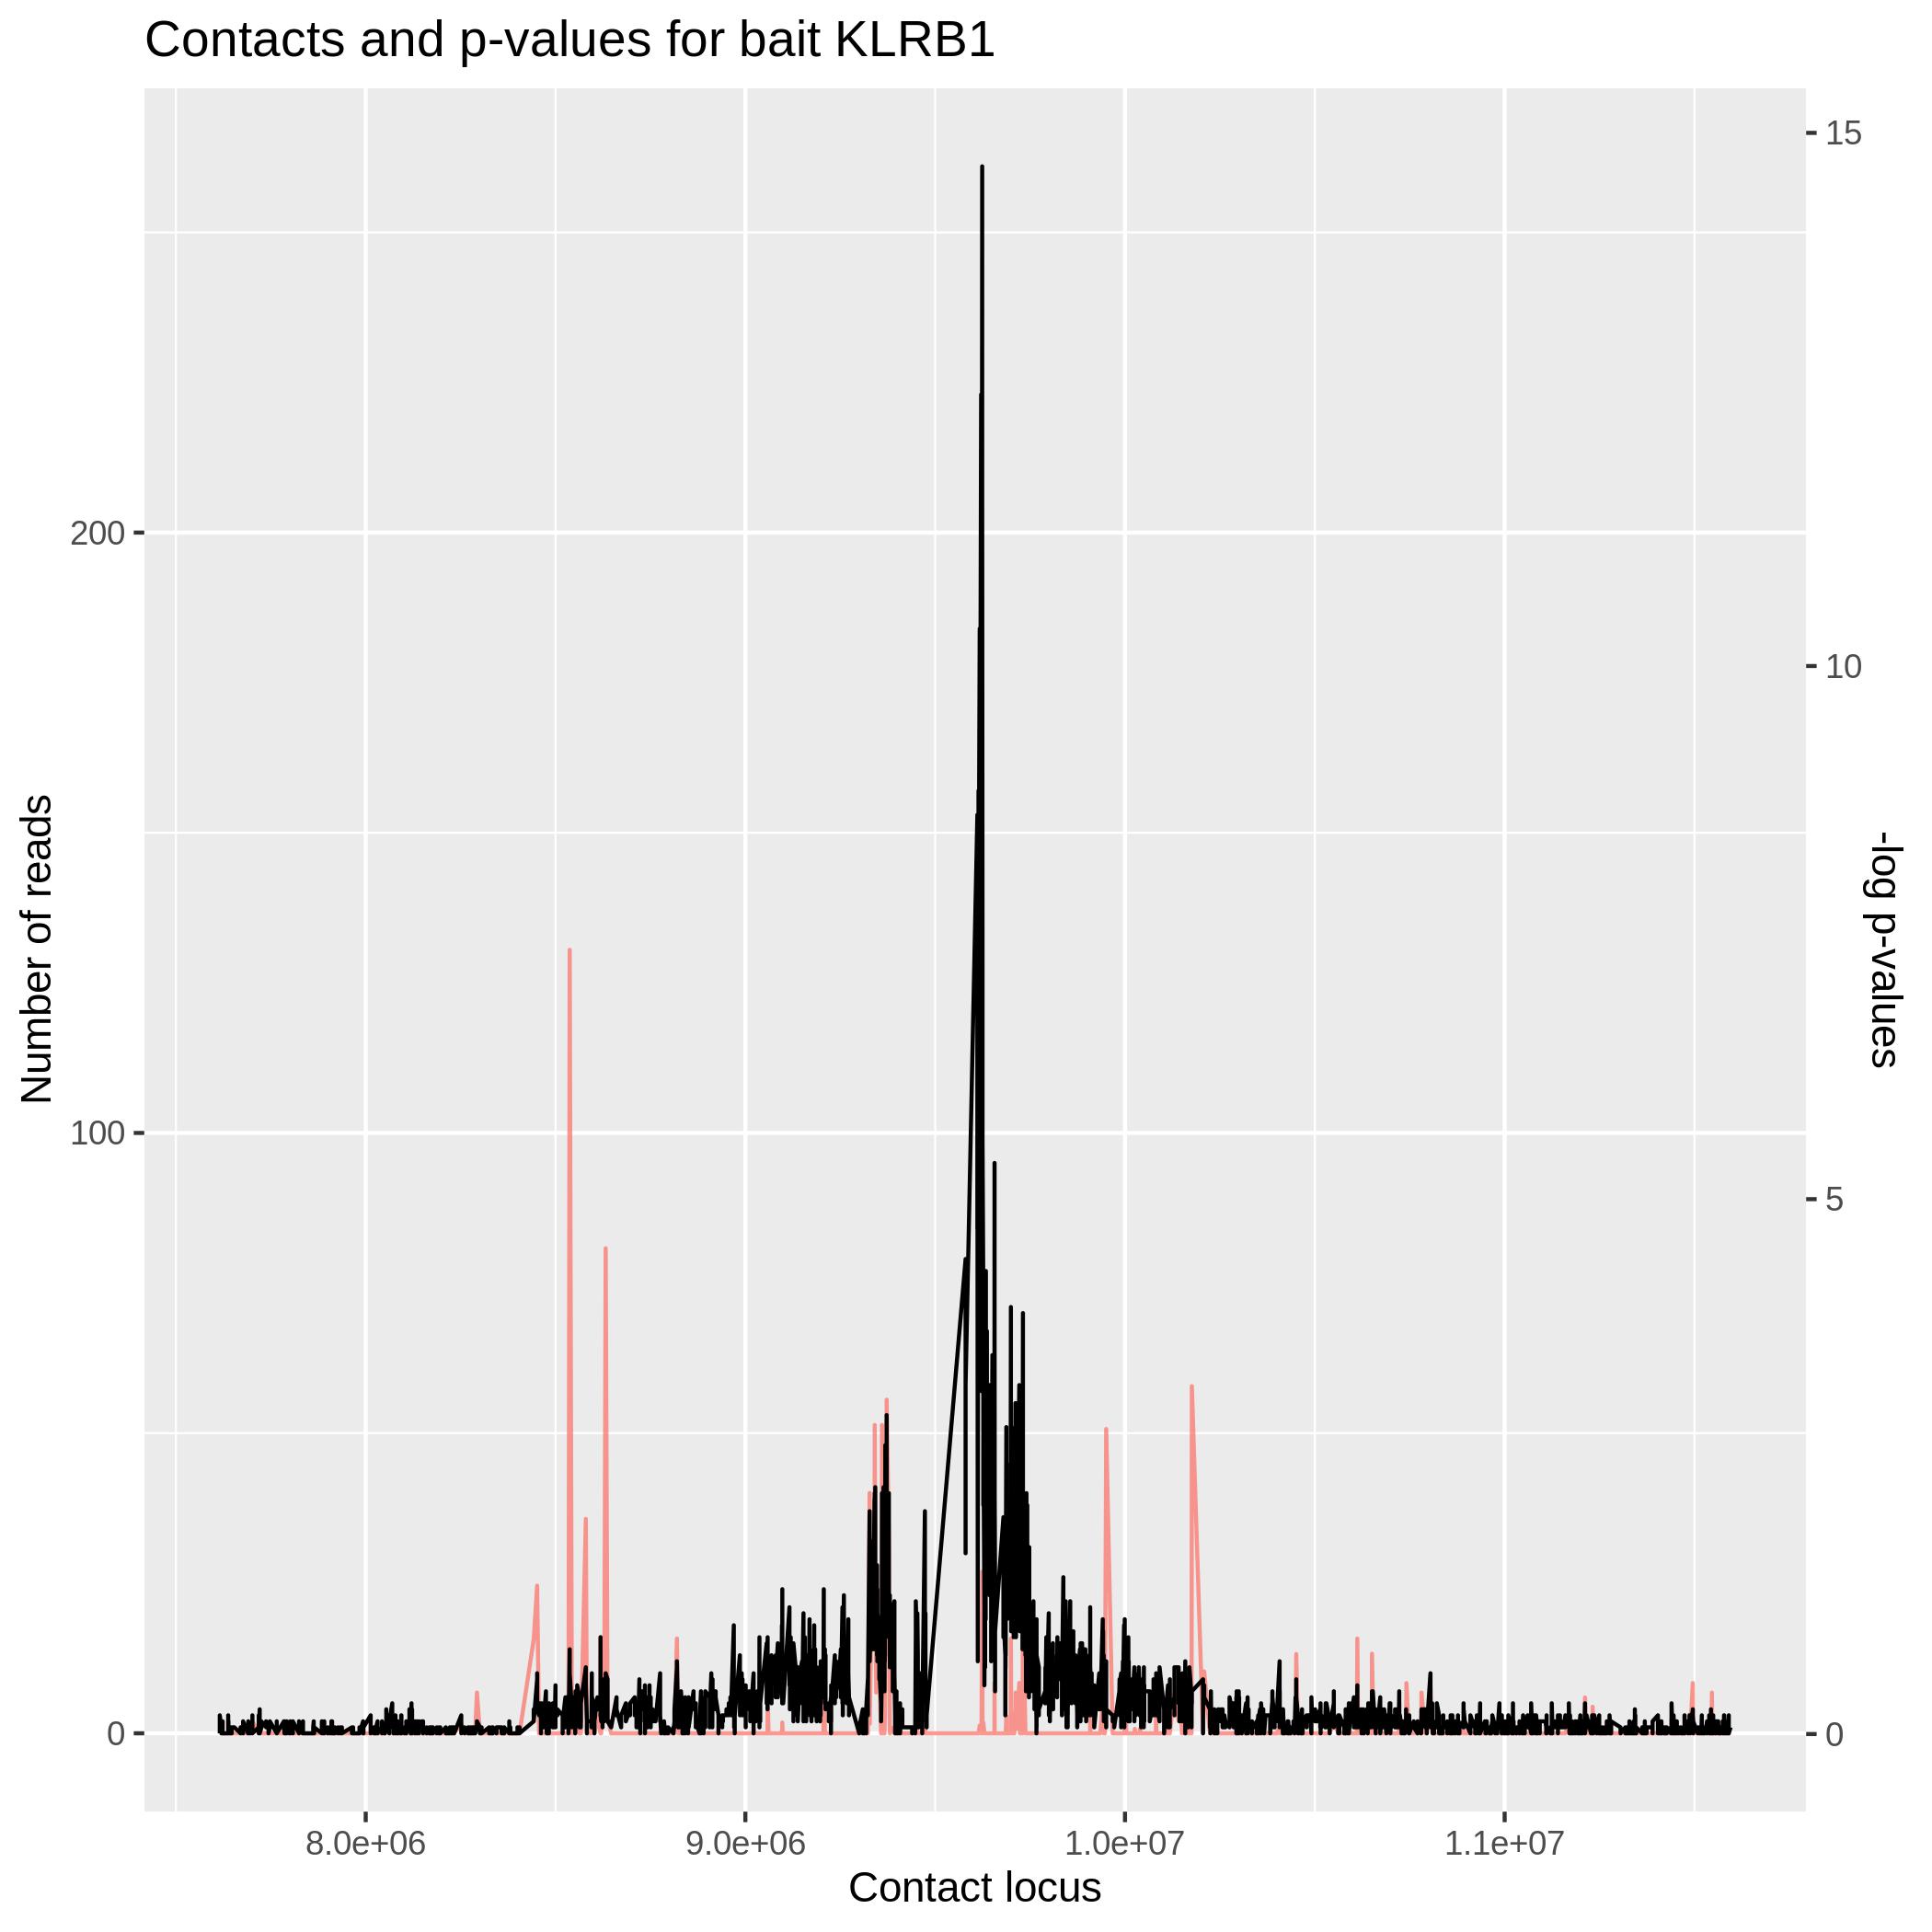 Contacts and p-values for bait KLRB1
15
200
10
Number of reads
-log p-values
100
5
0
0
8.0e+06
9.0e+06
1.0e+07
1.1e+07
Contact locus